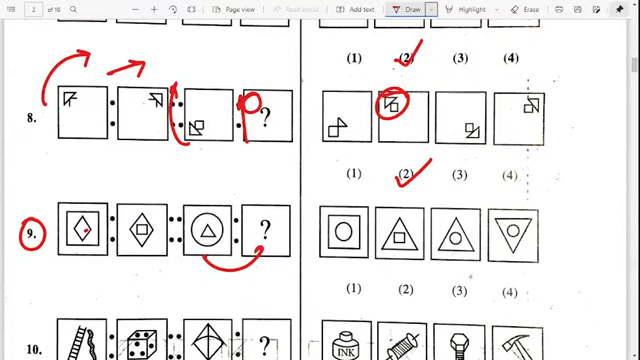 2 of 10
Page view
Read aloud
Add text
Draw
Highlight
Erase
(1) (2) (3) (4)
8.
: :: : ?
(1) (2) (3) (4)
9.
: :: : ?
(1) (2) (3) (4)
10.
: :: : ?
INK